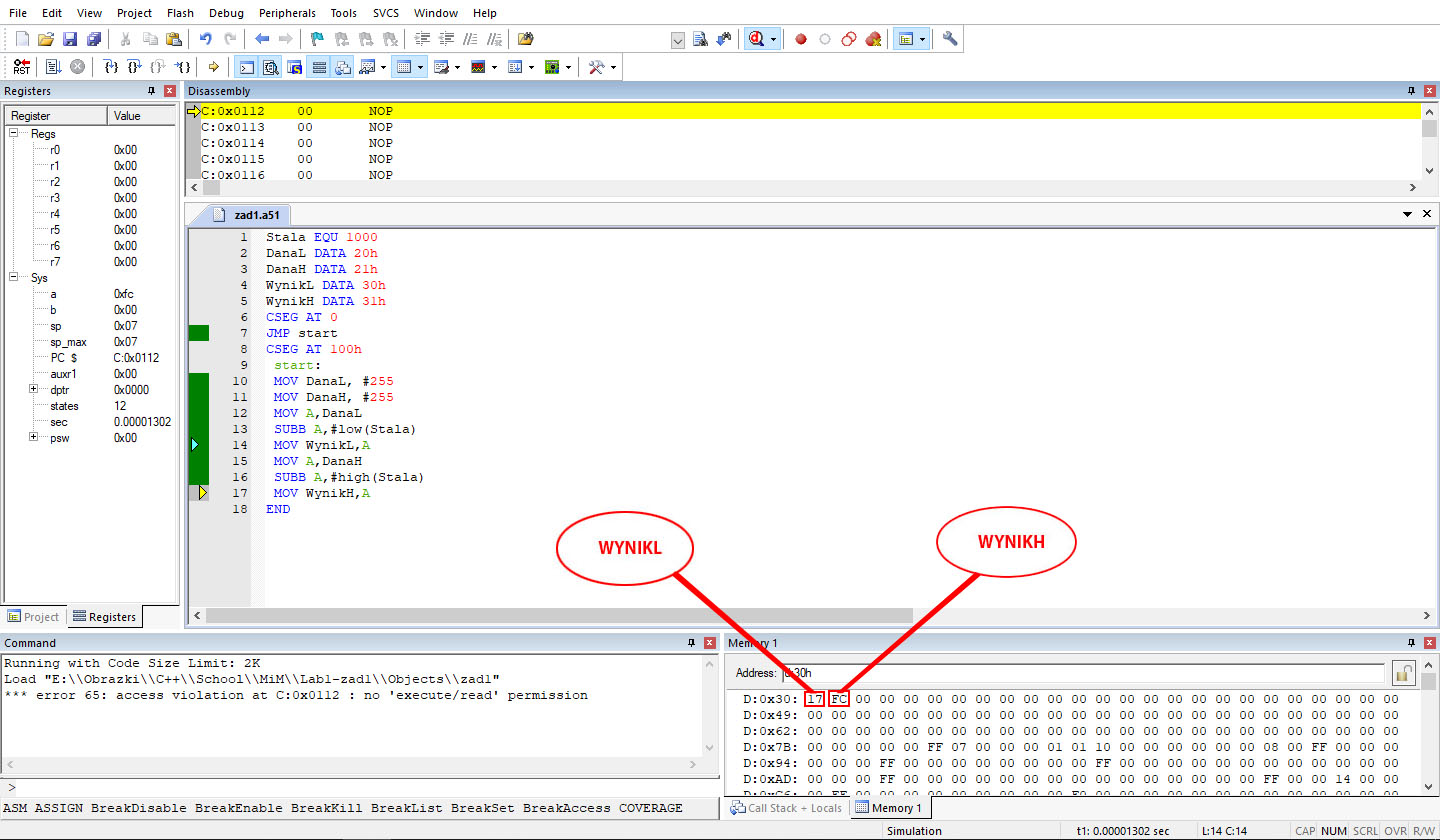 File Edit View Project Flash Debug Peripherals Tools SVCS Window Help
RST
Registers
Register Value
Regs
r0 0x00
r1 0x00
r2 0x00
r3 0x00
r4 0x00
r5 0x00
r6 0x00
r7 0x00
Sys
a 0xfc
b 0x00
sp 0x07
sp_max 0x07
PC $ C:0x0112
auxr1 0x00
dptr 0x0000
states 12
sec 0.00001302
psw 0x00
Project Registers
Disassembly
C:0x0112 00 NOP
C:0x0113 00 NOP
C:0x0114 00 NOP
C:0x0115 00 NOP
C:0x0116 00 NOP
zad1.a51
1 Stala EQU 1000
2 DanaL DATA 20h
3 DanaH DATA 21h
4 WynikL DATA 30h
5 WynikH DATA 31h
6 CSEG AT 0
7 JMP start
8 CSEG AT 100h
9 start:
10 MOV DanaL, #255
11 MOV DanaH, #255
12 MOV A,DanaL
13 SUBB A,#low(Stala)
14 MOV WynikL,A
15 MOV A,DanaH
16 SUBB A,#high(Stala)
17 MOV WynikH,A
18 END
WYNIKL
WYNIKH
Command
Running with Code Size Limit: 2K
Load "E:\\Obrazki\\C++\\School\\MiM\\Lab1-zad1\\Objects\\zad1"
*** error 65: access violation at C:0x0112 : no 'execute/read' permission
>
ASM ASSIGN BreakDisable BreakEnable BreakKill BreakList BreakSet BreakAccess COVERAGE
Memory 1
Address: d:30h
D:0x30: 17 FC 00 00 00 00 00 00 00 00 00 00 00 00 00 00 00 00 00 00 00 00 00 00 00
D:0x49: 00 00 00 00 00 00 00 00 00 00 00 00 00 00 00 00 00 00 00 00 00 00 00 00 00
D:0x62: 00 00 00 00 00 00 00 00 00 00 00 00 00 00 00 00 00 00 00 00 00 00 00 00 00
D:0x7B: 00 00 00 00 00 FF 07 00 00 00 01 01 10 00 00 00 00 00 00 08 00 FF 00 00 00
D:0x94: 00 00 00 FF 00 00 00 00 00 00 00 00 FF 00 00 00 00 00 00 00 00 00 00 00 00
D:0xAD: 00 00 00 FF 00 00 00 00 00 00 00 00 00 00 00 00 00 00 00 FF 00 00 14 00 00
Call Stack + Locals Memory 1
Simulation t1: 0.00001302 sec L:14 C:14 CAP NUM SCRL OVR R/W